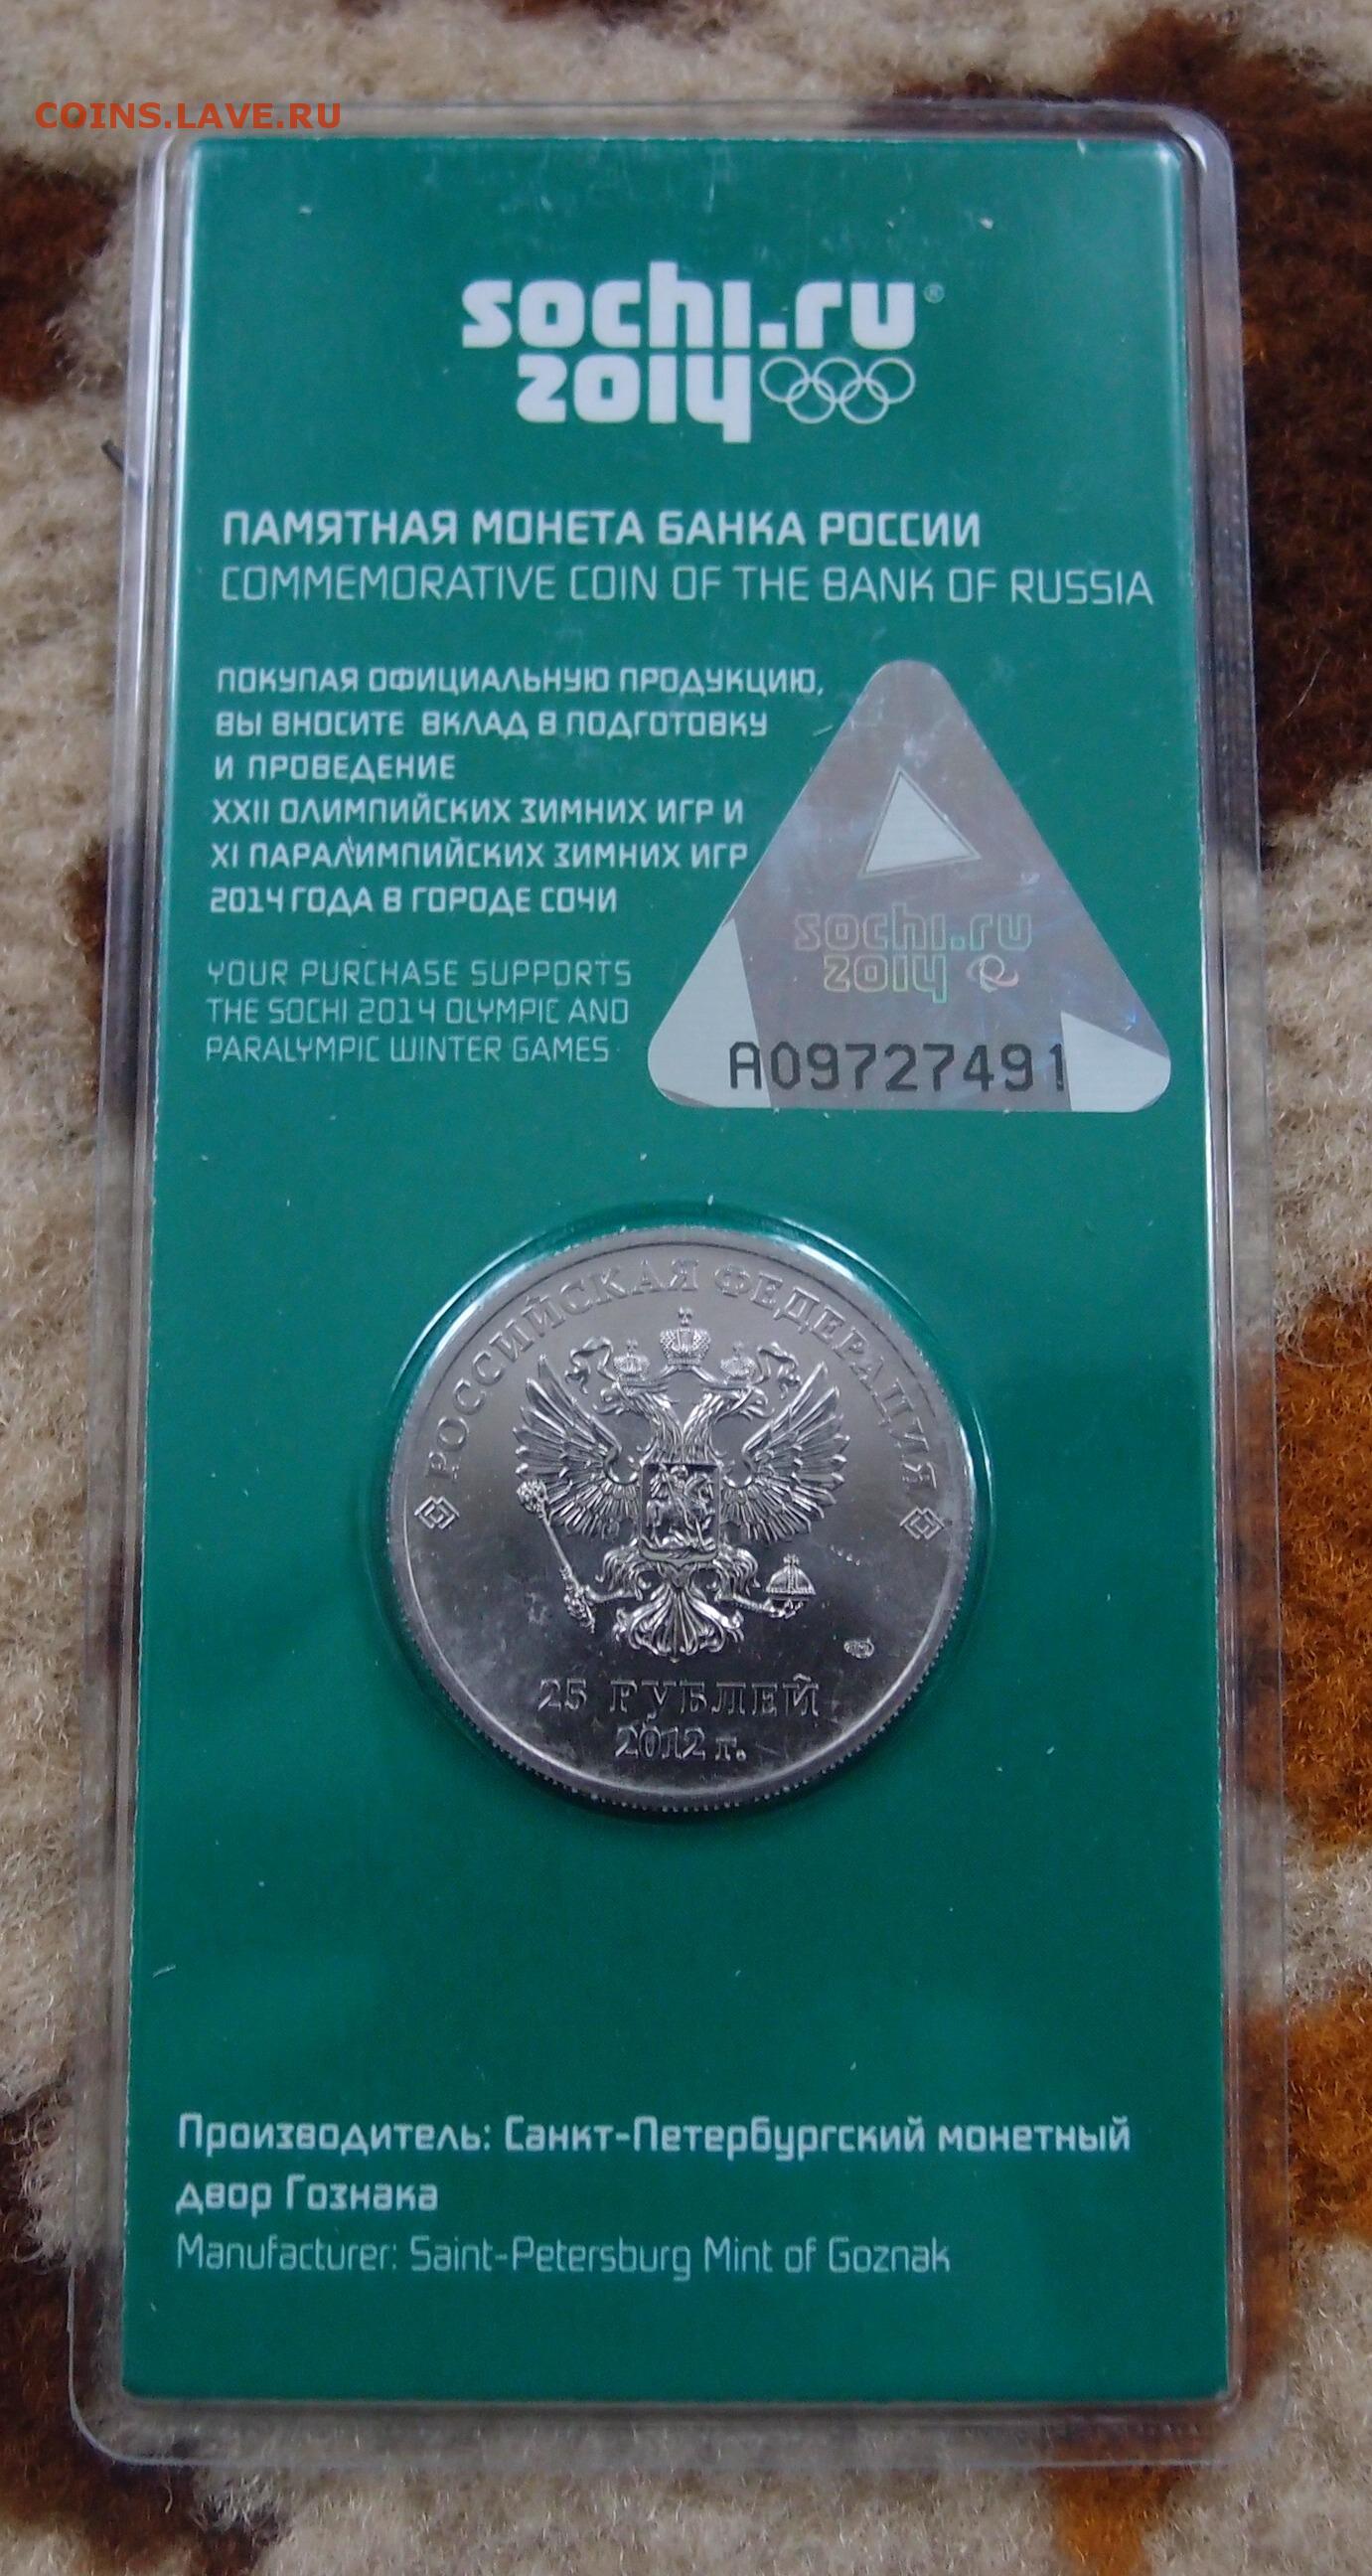 COINS.LAVE.RU
sochi.ru®
2014
ПАМЯТНАЯ МОНЕТА БАНКА РОССИИ
COMMEMORATIVE COIN OF THE BANK OF RUSSIA
ПОКУПАЯ ОФИЦИАЛЬНУЮ ПРОДУКЦИЮ,
ВЫ ВНОСИТЕ ВКЛАД В ПОДГОТОВКУ
И ПРОВЕДЕНИЕ
XXII ОЛИМПИЙСКИХ ЗИМНИХ ИГР И
XI ПАРАЛИМПИЙСКИХ ЗИМНИХ ИГР
2014 ГОДА В ГОРОДЕ СОЧИ
YOUR PURCHASE SUPPORTS
THE SOCHI 2014 OLYMPIC AND
PARALYMPIC WINTER GAMES
sochi.ru
2014
A09727491
РОССИЙСКАЯ ФЕДЕРАЦИЯ
25 РУБЛЕЙ
2012 г.
Производитель: Санкт-Петербургский монетный
двор Гознака
Manufacturer: Saint-Petersburg Mint of Goznak